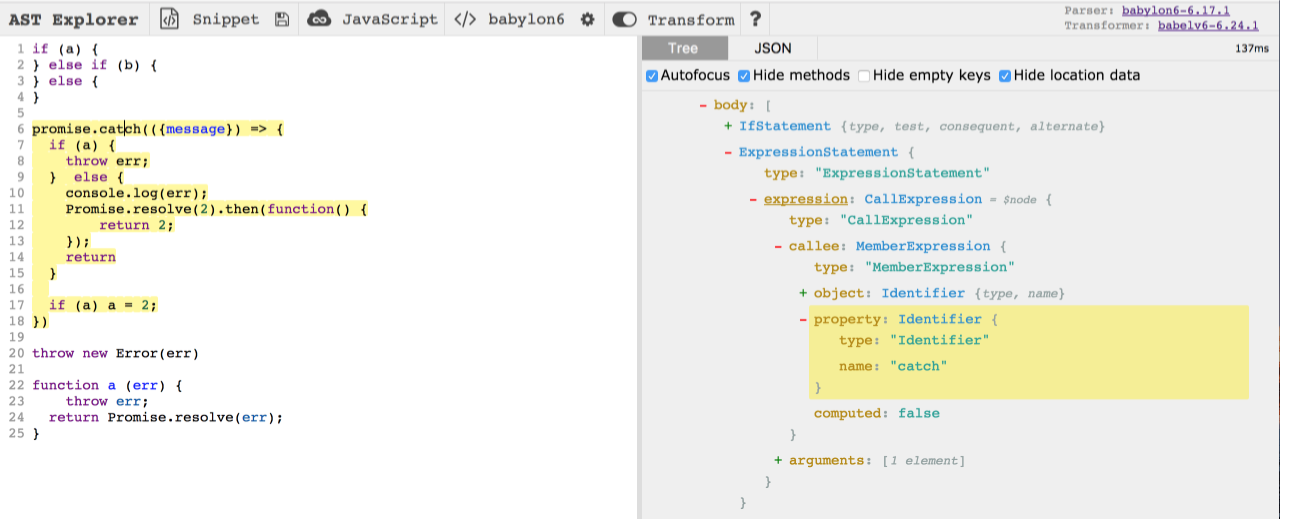 AST Explorer Snippet JavaScript </> babylon6 Transform ? Parser: babylon6-6.17.1
Transformer: babelv6-6.24.1
Tree JSON 137ms
Autofocus Hide methods Hide empty keys Hide location data
1 if (a) {
2 } else if (b) {
3 } else {
4 }
5
6 promise.catch(({message}) => {
7 if (a) {
8 throw err;
9 } else {
10 console.log(err);
11 Promise.resolve(2).then(function() {
12 return 2;
13 });
14 return
15 }
16
17 if (a) a = 2;
18 })
19
20 throw new Error(err)
21
22 function a (err) {
23 throw err;
24 return Promise.resolve(err);
25 }
- body: [
+ IfStatement {type, test, consequent, alternate}
- ExpressionStatement {
type: "ExpressionStatement"
- expression: CallExpression = $node {
type: "CallExpression"
- callee: MemberExpression {
type: "MemberExpression"
+ object: Identifier {type, name}
- property: Identifier {
type: "Identifier"
name: "catch"
}
computed: false
}
+ arguments: [1 element]
}
}